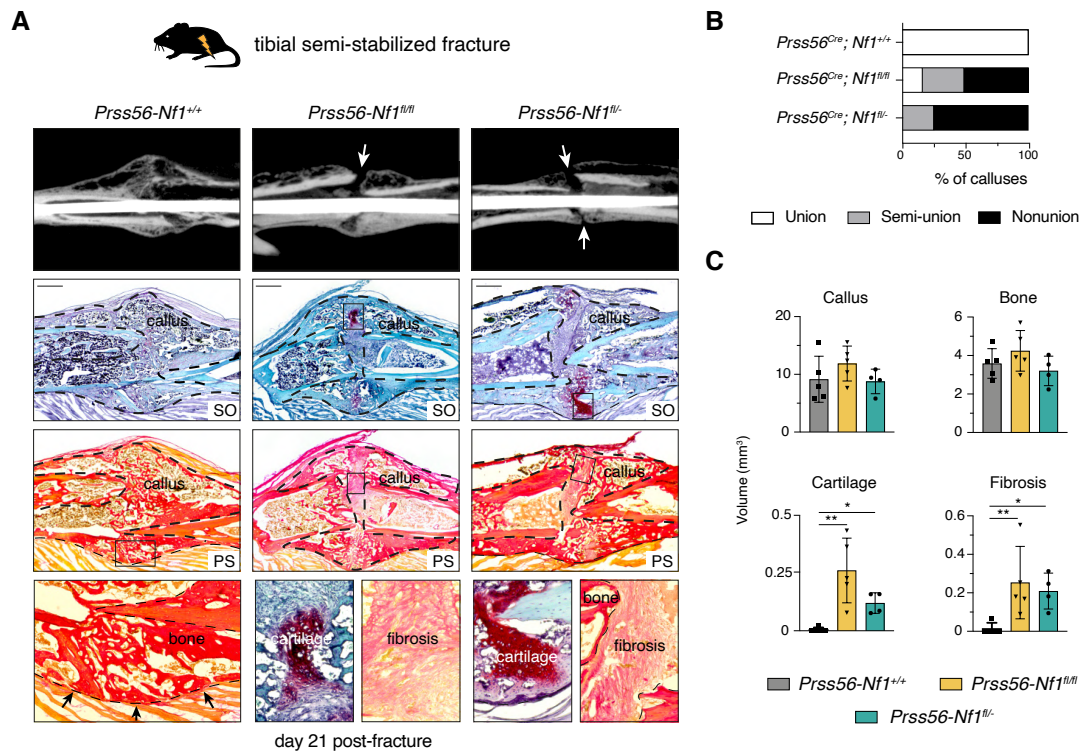 A
tibial semi-stabilized fracture
Prss56-Nf1+/+
Prss56-Nf1fl/fl
Prss56-Nf1fl/-
callus
SO
callus
SO
callus
SO
callus
PS
callus
PS
callus
PS
bone
cartilage
fibrosis
cartilage
bone
fibrosis
day 21 post-fracture
B
Prss56Cre; Nf1+/+
Prss56Cre; Nf1fl/fl
Prss56Cre; Nf1fl/-
0 50 100
% of calluses
Union Semi-union Nonunion
C
Volume (mm3)
Callus
20
10
0
Bone
6
4
2
0
Cartilage
0.5
0.25
0
*
**
Fibrosis
0.6
0.4
0.2
0
*
**
Prss56-Nf1+/+ Prss56-Nf1fl/fl
Prss56-Nf1fl/-